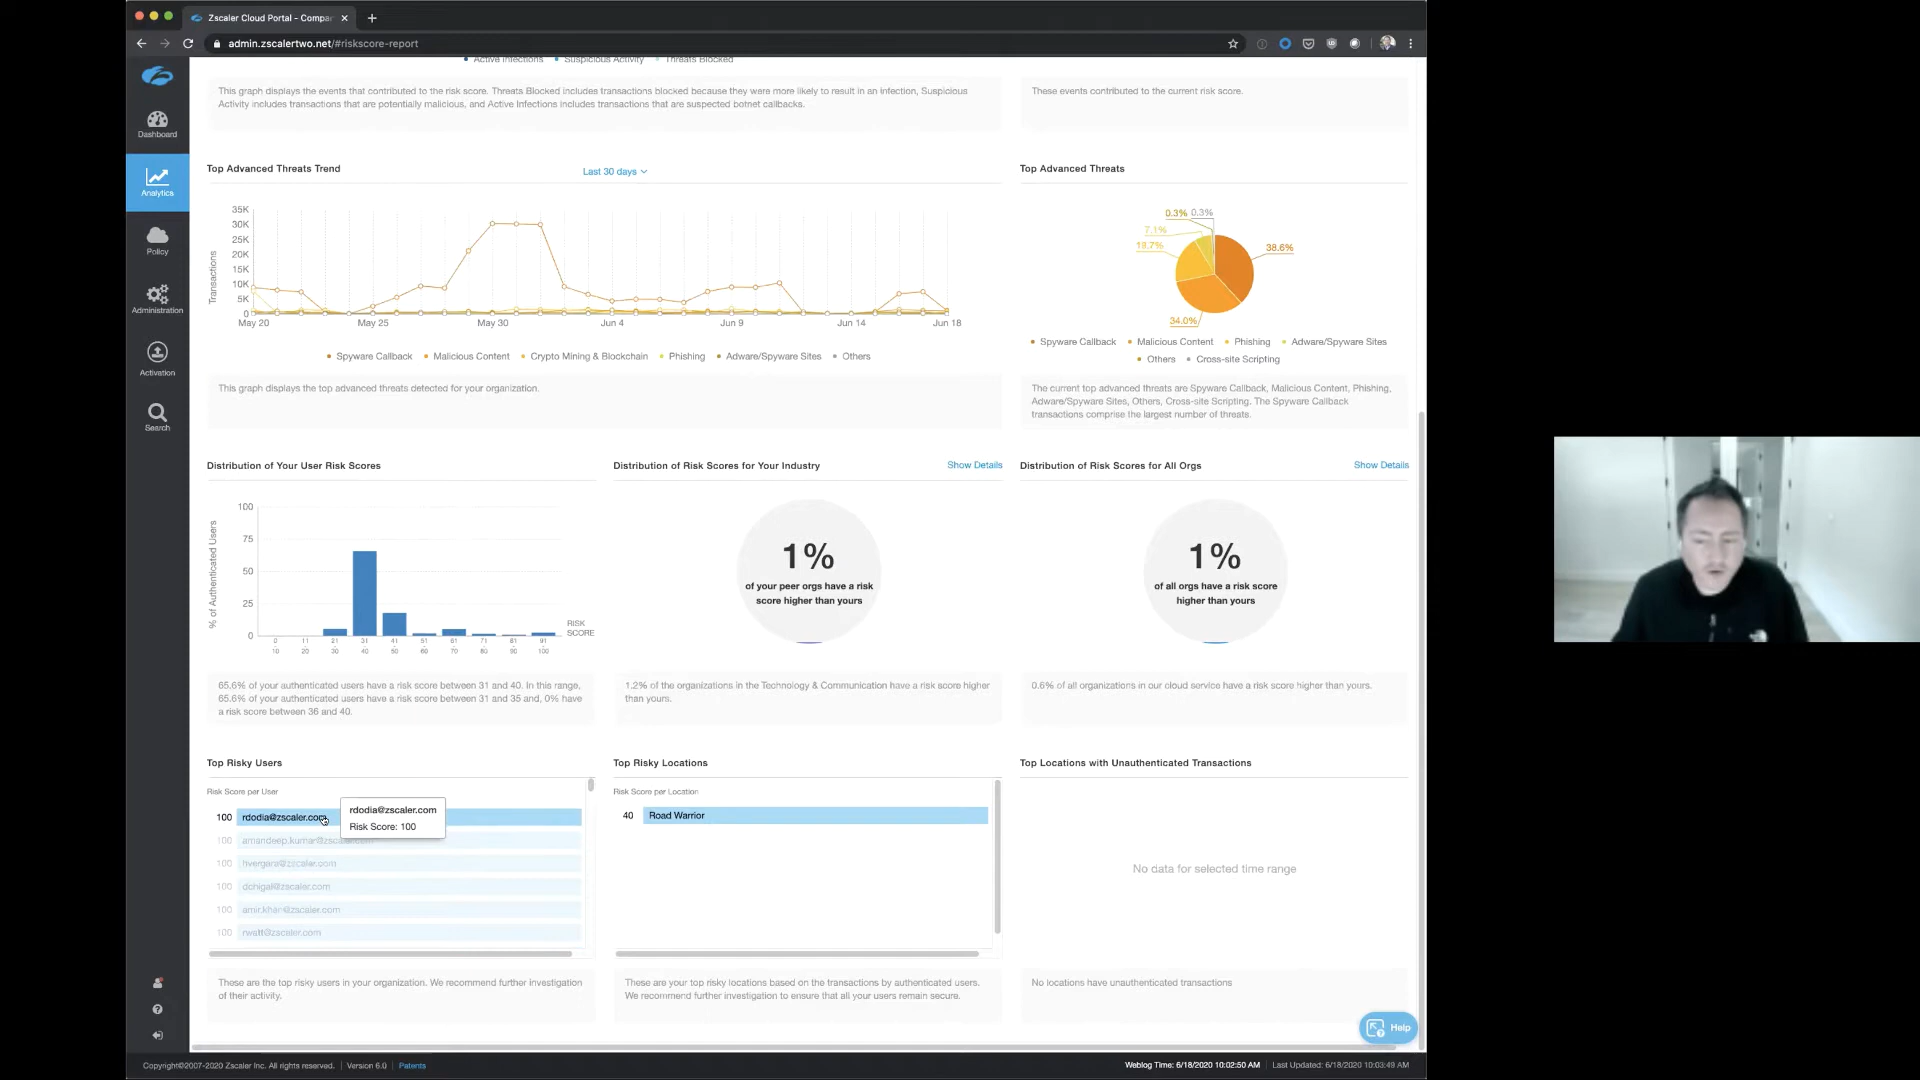 Zscaler Cloud Portal - Compa
admin.zscalertwo.net/#riskscore-report
Active Infections Suspicious Activity Threats Blocked
This graph displays the events that contributed to the risk score. Threats Blocked includes transactions blocked because they were more likely to result in an infection, Suspicious
Activity includes transactions that are potentially malicious, and Active Infections includes transactions that are suspected botnet callbacks.
These events contributed to the current risk score.
Dashboard
Analytics
Policy
Administration
Activation
Search
Top Advanced Threats Trend
Last 30 days
Transactions
35K
30K
25K
20K
15K
10K
5K
0
May 20 May 25 May 30 Jun 4 Jun 9 Jun 14 Jun 18
Spyware Callback Malicious Content Crypto Mining & Blockchain Phishing Adware/Spyware Sites Others
This graph displays the top advanced threats detected for your organization.
Top Advanced Threats
0.3% 0.3%
7.1%
18.7%
38.6%
34.0%
Spyware Callback Malicious Content Phishing Adware/Spyware Sites
Others Cross-site Scripting
The current top advanced threats are Spyware Callback, Malicious Content, Phishing,
Adware/Spyware Sites, Others, Cross-site Scripting. The Spyware Callback
transactions comprise the largest number of threats.
Distribution of Your User Risk Scores
% of Authenticated Users
100
75
50
25
0
0 11 21 31 41 51 61 71 81 91
10 20 30 40 50 60 70 80 90 100
RISK
SCORE
65.6% of your authenticated users have a risk score between 31 and 40. In this range,
65.6% of your authenticated users have a risk score between 31 and 35 and, 0% have
a risk score between 36 and 40.
Distribution of Risk Scores for Your Industry
Show Details
1%
of your peer orgs have a risk
score higher than yours
1.2% of the organizations in the Technology & Communication have a risk score higher
than yours.
Distribution of Risk Scores for All Orgs
Show Details
1%
of all orgs have a risk score
higher than yours
0.6% of all organizations in our cloud service have a risk score higher than yours.
Top Risky Users
Risk Score per User
100 rdodia@zscaler.com
rdodia@zscaler.com
Risk Score: 100
100 amandeep.kumar@zscaler.com
100 hvergara@zscaler.com
100 dchigal@zscaler.com
100 amir.khan@zscaler.com
100 rwatt@zscaler.com
These are the top risky users in your organization. We recommend further investigation
of their activity.
Top Risky Locations
Risk Score per Location
40 Road Warrior
These are your top risky locations based on the transactions by authenticated users.
We recommend further investigation to ensure that all your users remain secure.
Top Locations with Unauthenticated Transactions
No data for selected time range
No locations have unauthenticated transactions
Help
Copyright©2007-2020 Zscaler Inc. All rights reserved. Version 6.0 Patents
Weblog Time: 6/18/2020 10:02:50 AM Last Updated: 6/18/2020 10:03:49 AM